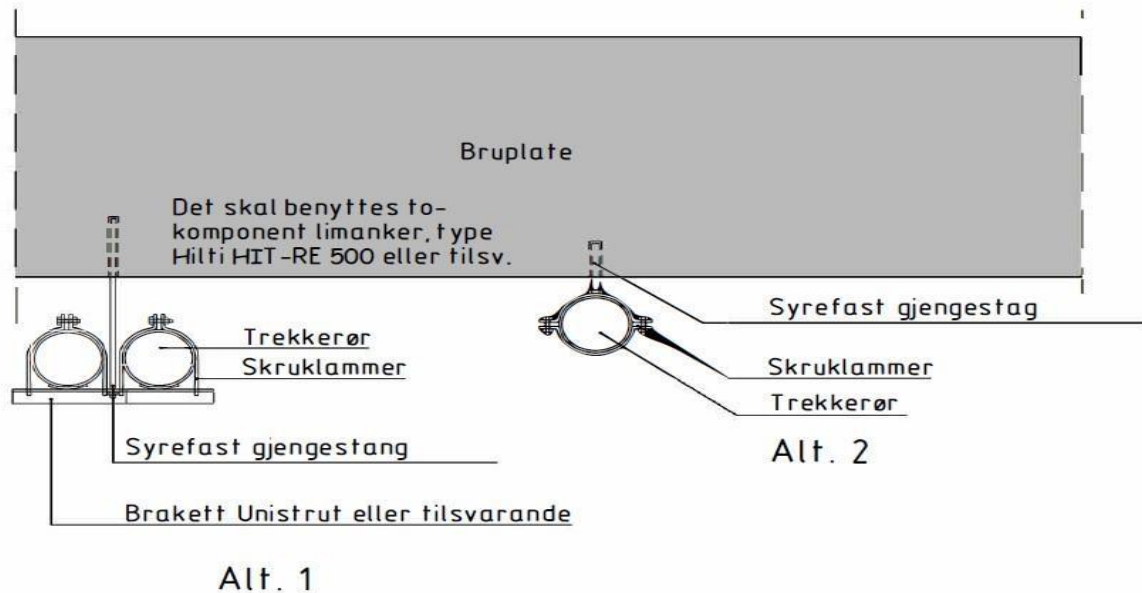 Bruplate
Det skal benyttes to-
komponent limanker, type
Hilti HIT-RE 500 eller tilsv.
Trekkerør
Skruklammer
Syrefast gjengestang
Brakett Unistrut eller tilsvarande
Alt. 1
Syrefast gjengestag
Skruklammer
Trekkerør
Alt. 2